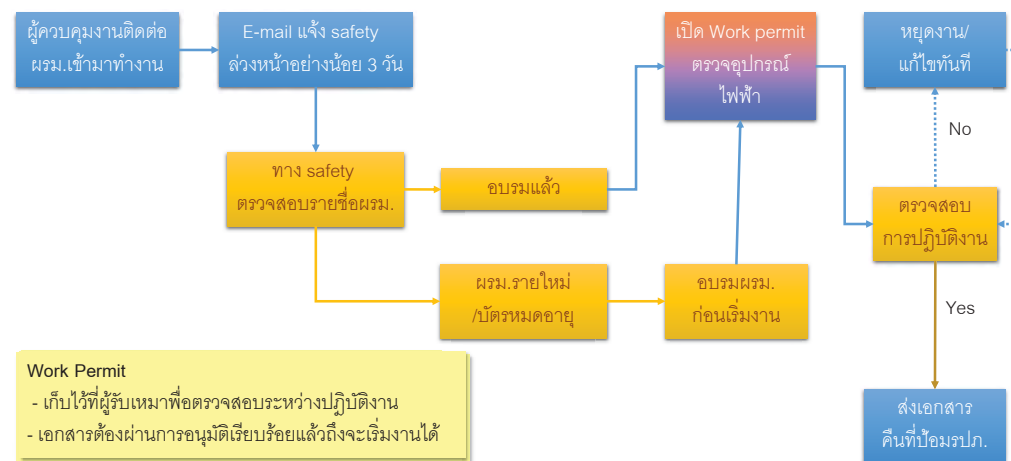 ผู้ควบคุมงานติดต่อ
ผรม.เข้ามาทำงาน
E-mail แจ้ง safety
ล่วงหน้าอย่างน้อย 3 วัน
เปิด Work permit
ตรวจอุปกรณ์
ไฟฟ้า
หยุดงาน/
แก้ไขทันที
No
ทาง safety
ตรวจสอบรายชื่อผรม.
อบรมแล้ว
ตรวจสอบ
การปฏิบัติงาน
ผรม.รายใหม่
/บัตรหมดอายุ
อบรมผรม.
ก่อนเริ่มงาน
Yes
Work Permit
- เก็บไว้ที่ผู้รับเหมาพื่อตรวจสอบระหว่างปฏิบัติงาน
- เอกสารต้องผ่านการอนุมัติเรียบร้อยแล้วถึงจะเริ่มงานได้
ส่งเอกสาร
คืนที่ป้อมรปภ.